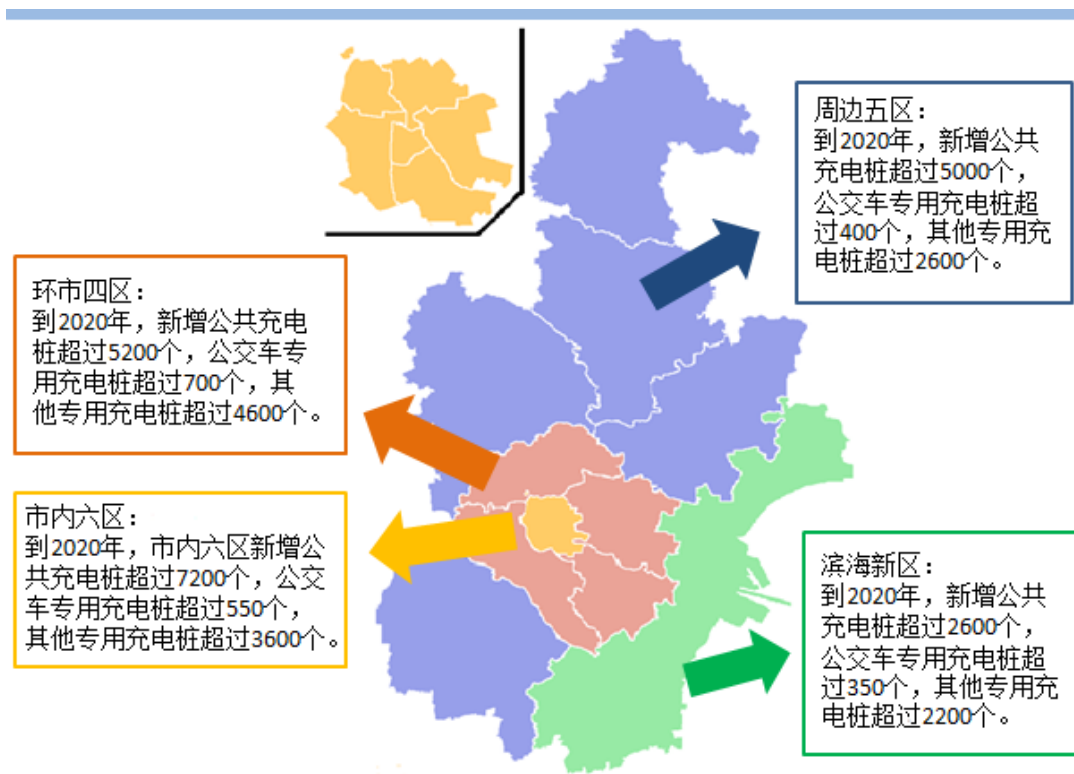 周边五区：
到2020年，新增公共
充电桩超过5000个，
公交车专用充电桩超
过400个，其他专用充
电桩超过2600个。
环市四区：
到2020年，新增公共充电
桩超过5200个，公交车专
用充电桩超过700个，其
他专用充电桩超过4600个。
市内六区：
到2020年，市内六区新增公
共充电桩超过7200个，公交
车专用充电桩超过550个，
其他专用充电桩超过3600个。
滨海新区：
到2020年，新增公共
充电桩超过2600个，
公交车专用充电桩超
过350个，其他专用充
电桩超过2200个。